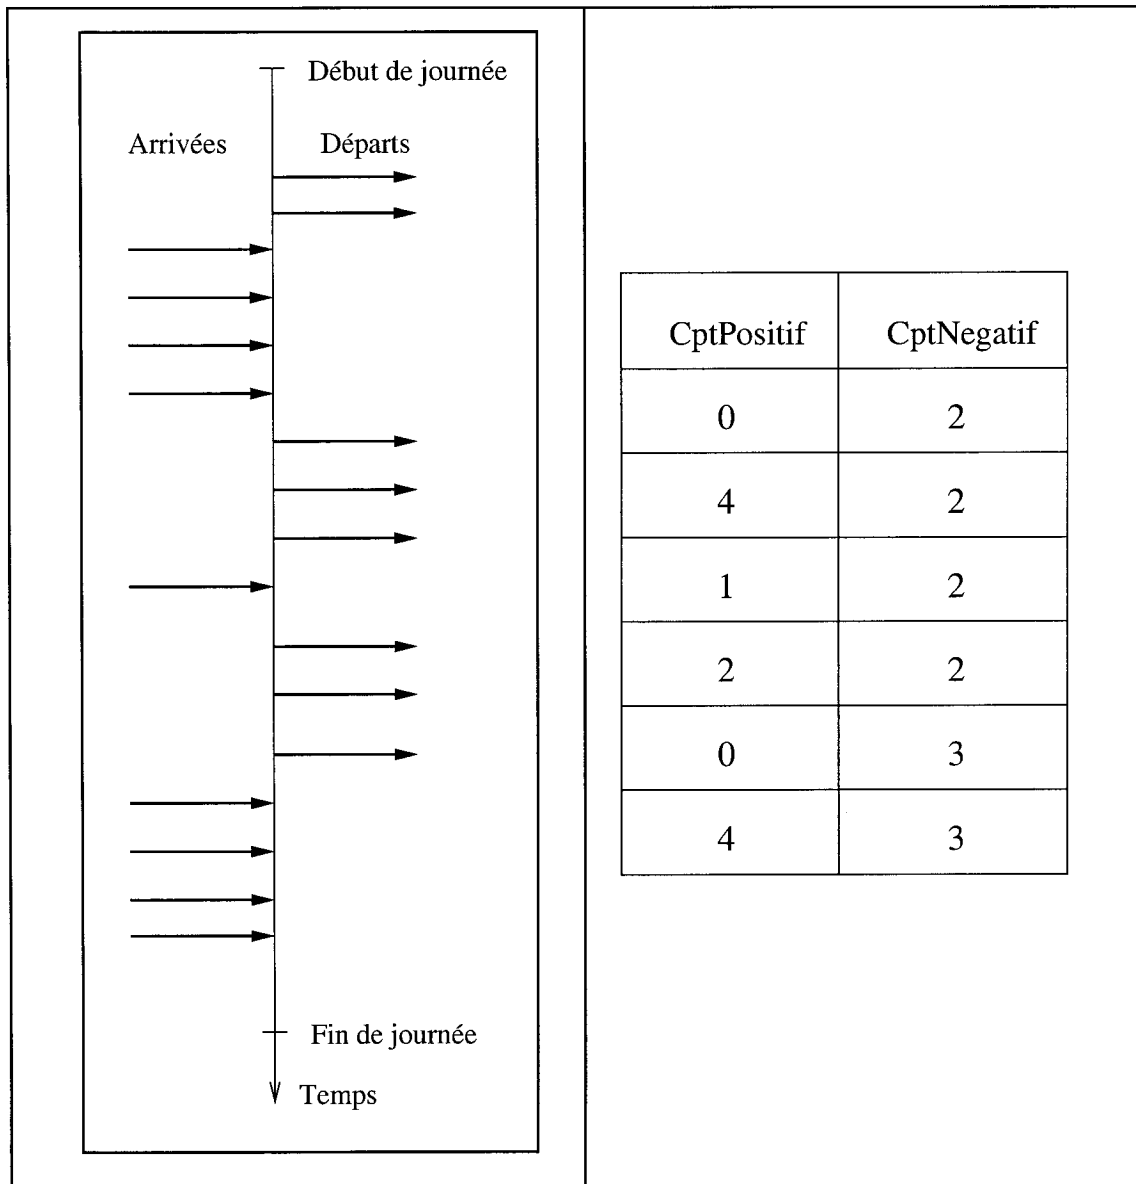 Début de journée
Arrivées Départs
Fin de journée
Temps
CptPositif CptNegatif
0 2
4 2
1 2
2 2
0 3
4 3